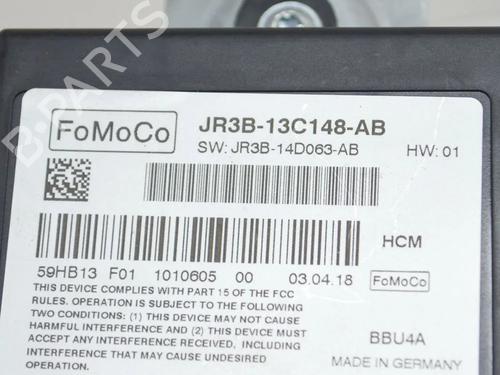 FoMoCo
JR3B-13C148-AB
SW: JR3B-14D063-AB HW: 01
HCM
59HB13 F01 1010605 00 03.04.18 FoMoCo
THIS DEVICE COMPLIES WITH PART 15 OF THE FCC
RULES. OPERATION IS SUBJECT TO THE FOLLOWING
TWO CONDITIONS: (1) THIS DEVICE MAY NOT CAUSE
HARMFUL INTERFERENCE AND (2) THIS DEVICE MUST
ACCEPT ANY INTERFERENCE RECEIVED, INCLUDING
INTERFERENCE THAT MAY CAUSE UNDESIRED
OPERATION.
BBU4A
MADE IN GERMANY
B-PARTS